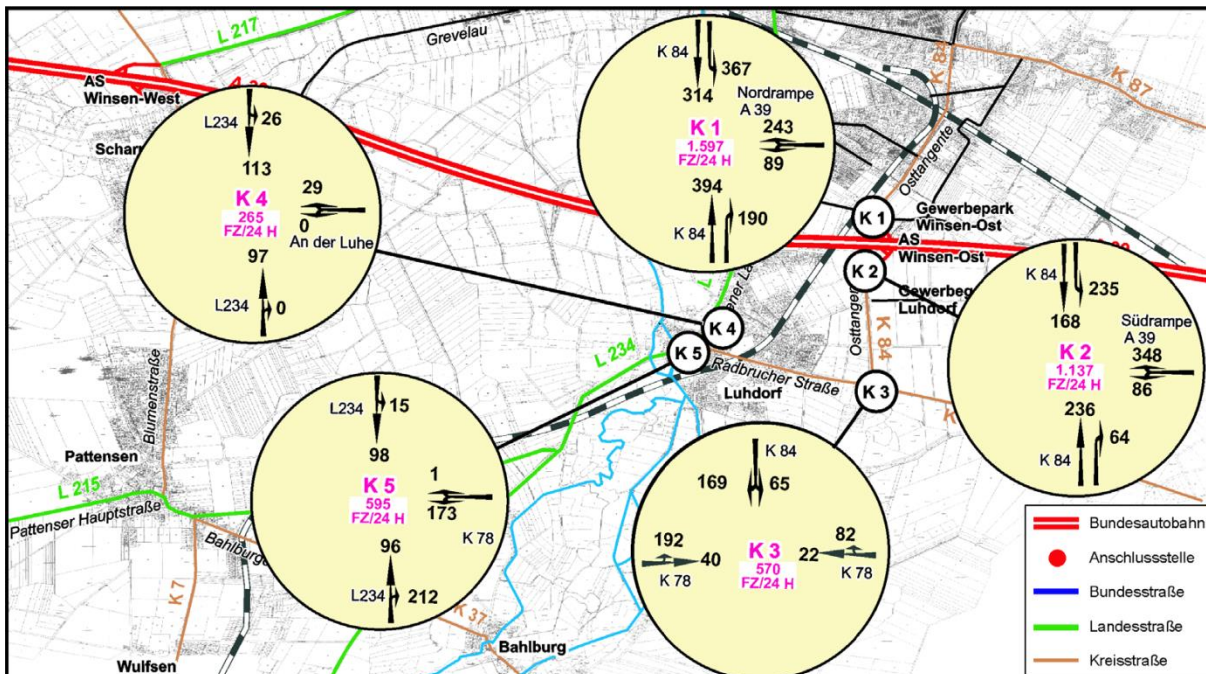 L 217
Grevelau
AS
Winsen-West
K 87
K 84
Osttangente
Gewerbepark
Winsen-Ost
AS
Winsen-Ost
K 1
K 2
K 3
K 4
K 5
K 84
367
314
Nordrampe
A 39
K 1
1.597
FZ/24 H
243
89
394
K 84
190
L234
26
113
K 4
265
FZ/24 H
29
0
An der Luhe
97
L234
0
K 84
235
168
Südrampe
A 39
K 2
1.137
FZ/24 H
348
86
236
K 84
64
Luhdorf
K 84
L 234
Radbrucher Straße
Luhdorf
Blumenstraße
Pattensen
L 215
Pattenser Hauptstraße
K 7
K 37
Wulfsen
Bahlburg
L234
15
98
K 5
595
FZ/24 H
1
173
K 78
96
L234
212
K 84
169
65
192
40
K 78
K 3
570
FZ/24 H
82
22
K 78
Bundesautobahn
Anschlussstelle
Bundesstraße
Landesstraße
Kreisstraße